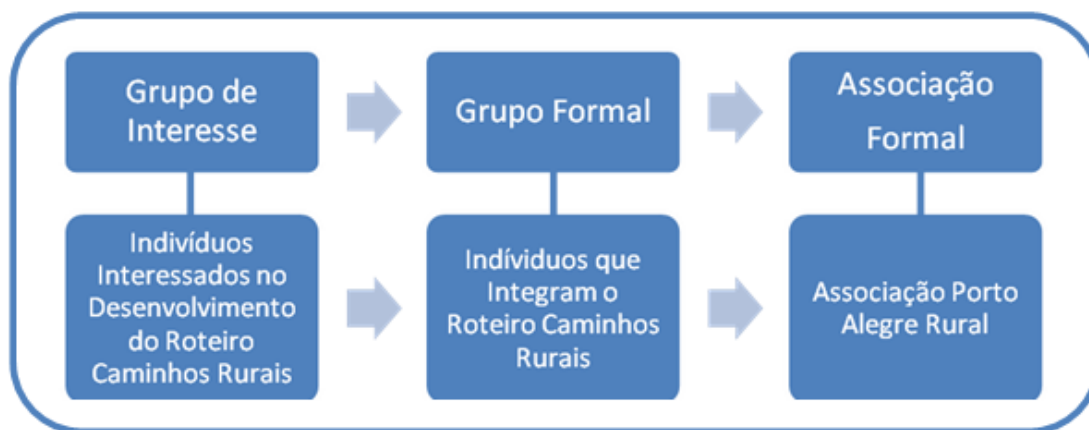 Grupo de
Interesse
Grupo Formal
Associação
Formal
Indivíduos
Interessados no
Desenvolvimento
do Roteiro
Caminhos Rurais
Indíviduos que
Integram o
Roteiro Caminhos
Rurais
Associação Porto
Alegre Rural